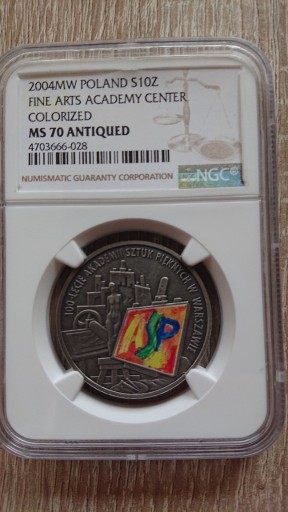 2004MW POLAND S10Z
FINE ARTS ACADEMY CENTER
COLORIZED
MS 70 ANTIQUED
4703666-028
NUMISMATIC GUARANTY CORPORATION
NGC
100-LECIE AKADEMII SZTUK PIĘKNYCH W WARSZAWIE
ASP